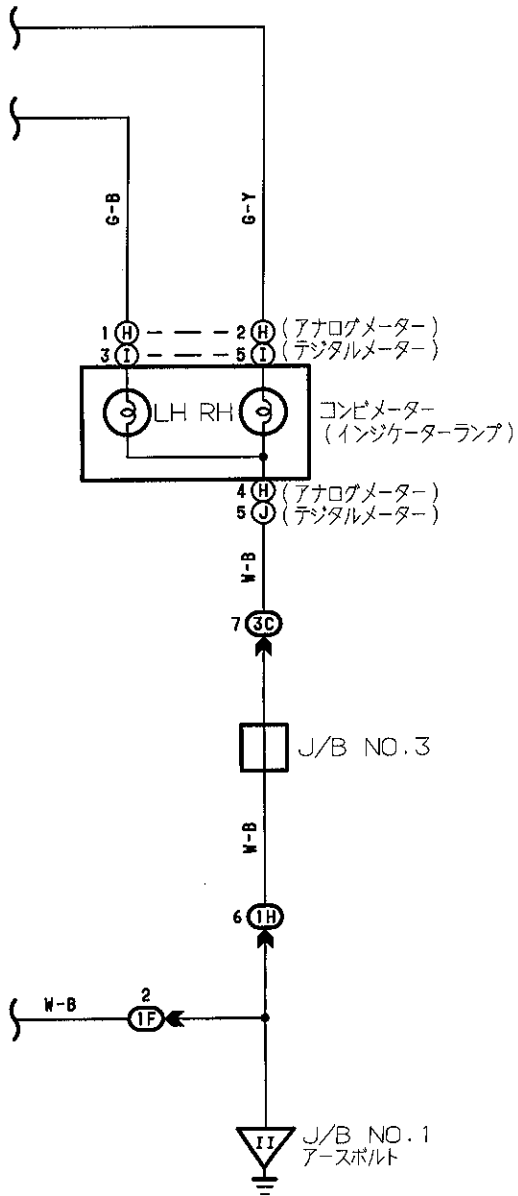 G-B
G-Y
1 H 2 H (アナログメーター)
3 I 5 I (デジタルメーター)
LH RH
コンビメーター
(インジケーターランプ)
4 H (アナログメーター)
5 J (デジタルメーター)
W-B
7 3C
J/B NO.3
W-B
6 1H
W-B
2
1F
II
J/B NO.1
アースボルト